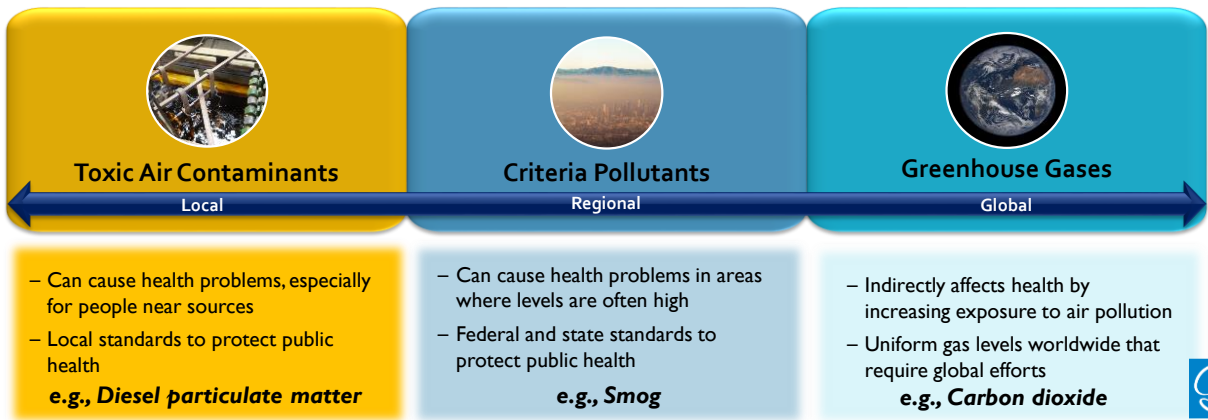 Toxic Air Contaminants
Criteria Pollutants
Greenhouse Gases
Local
Regional
Global
– Can cause health problems, especially
for people near sources
– Local standards to protect public
health
e.g., Diesel particulate matter
– Can cause health problems in areas
where levels are often high
– Federal and state standards to
protect public health
e.g., Smog
– Indirectly affects health by
increasing exposure to air pollution
– Uniform gas levels worldwide that
require global efforts
e.g., Carbon dioxide